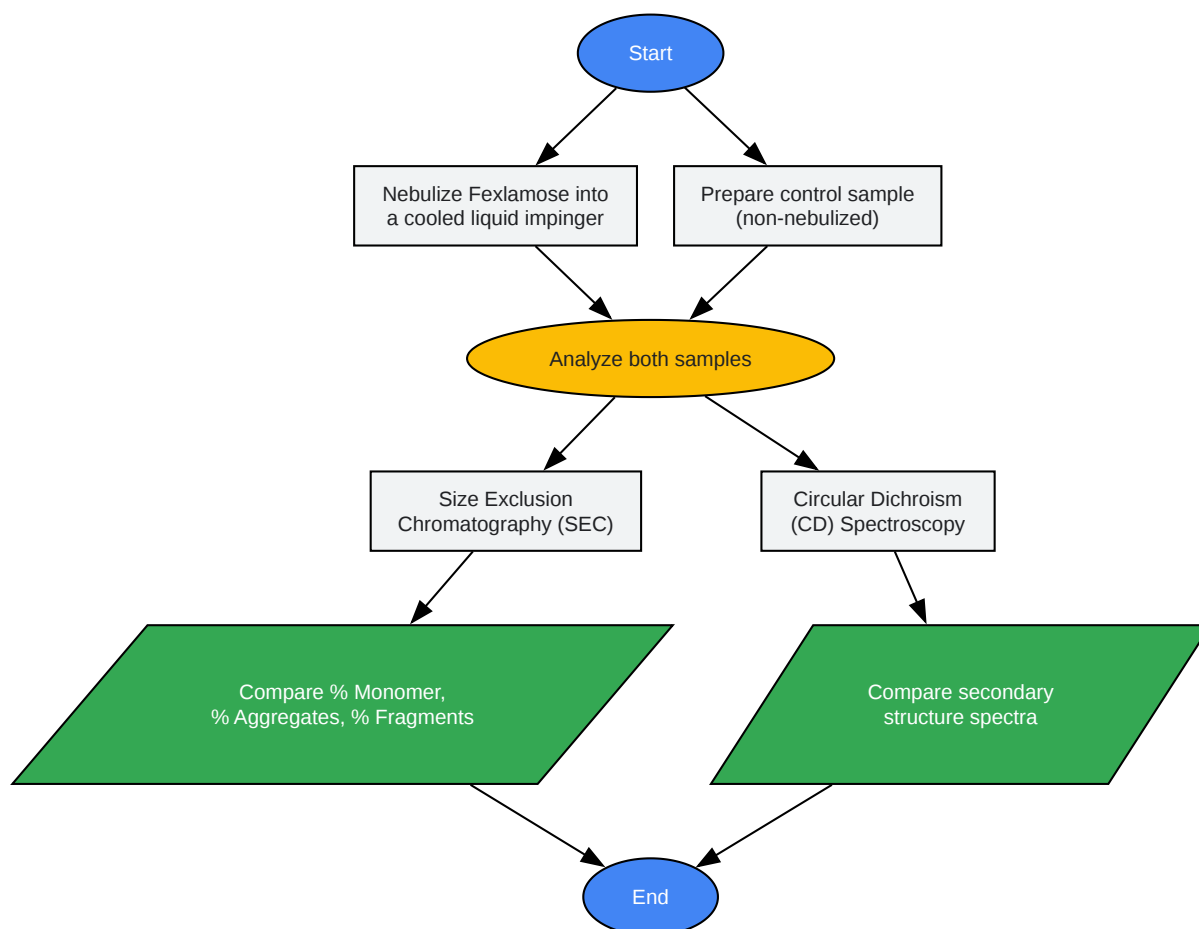 Start
Nebulize Fexlamose into
a cooled liquid impinger
Prepare control sample
(non-nebulized)
Analyze both samples
Size Exclusion
Chromatography (SEC)
Circular Dichroism
(CD) Spectroscopy
Compare % Monomer,
% Aggregates, % Fragments
Compare secondary
structure spectra
End